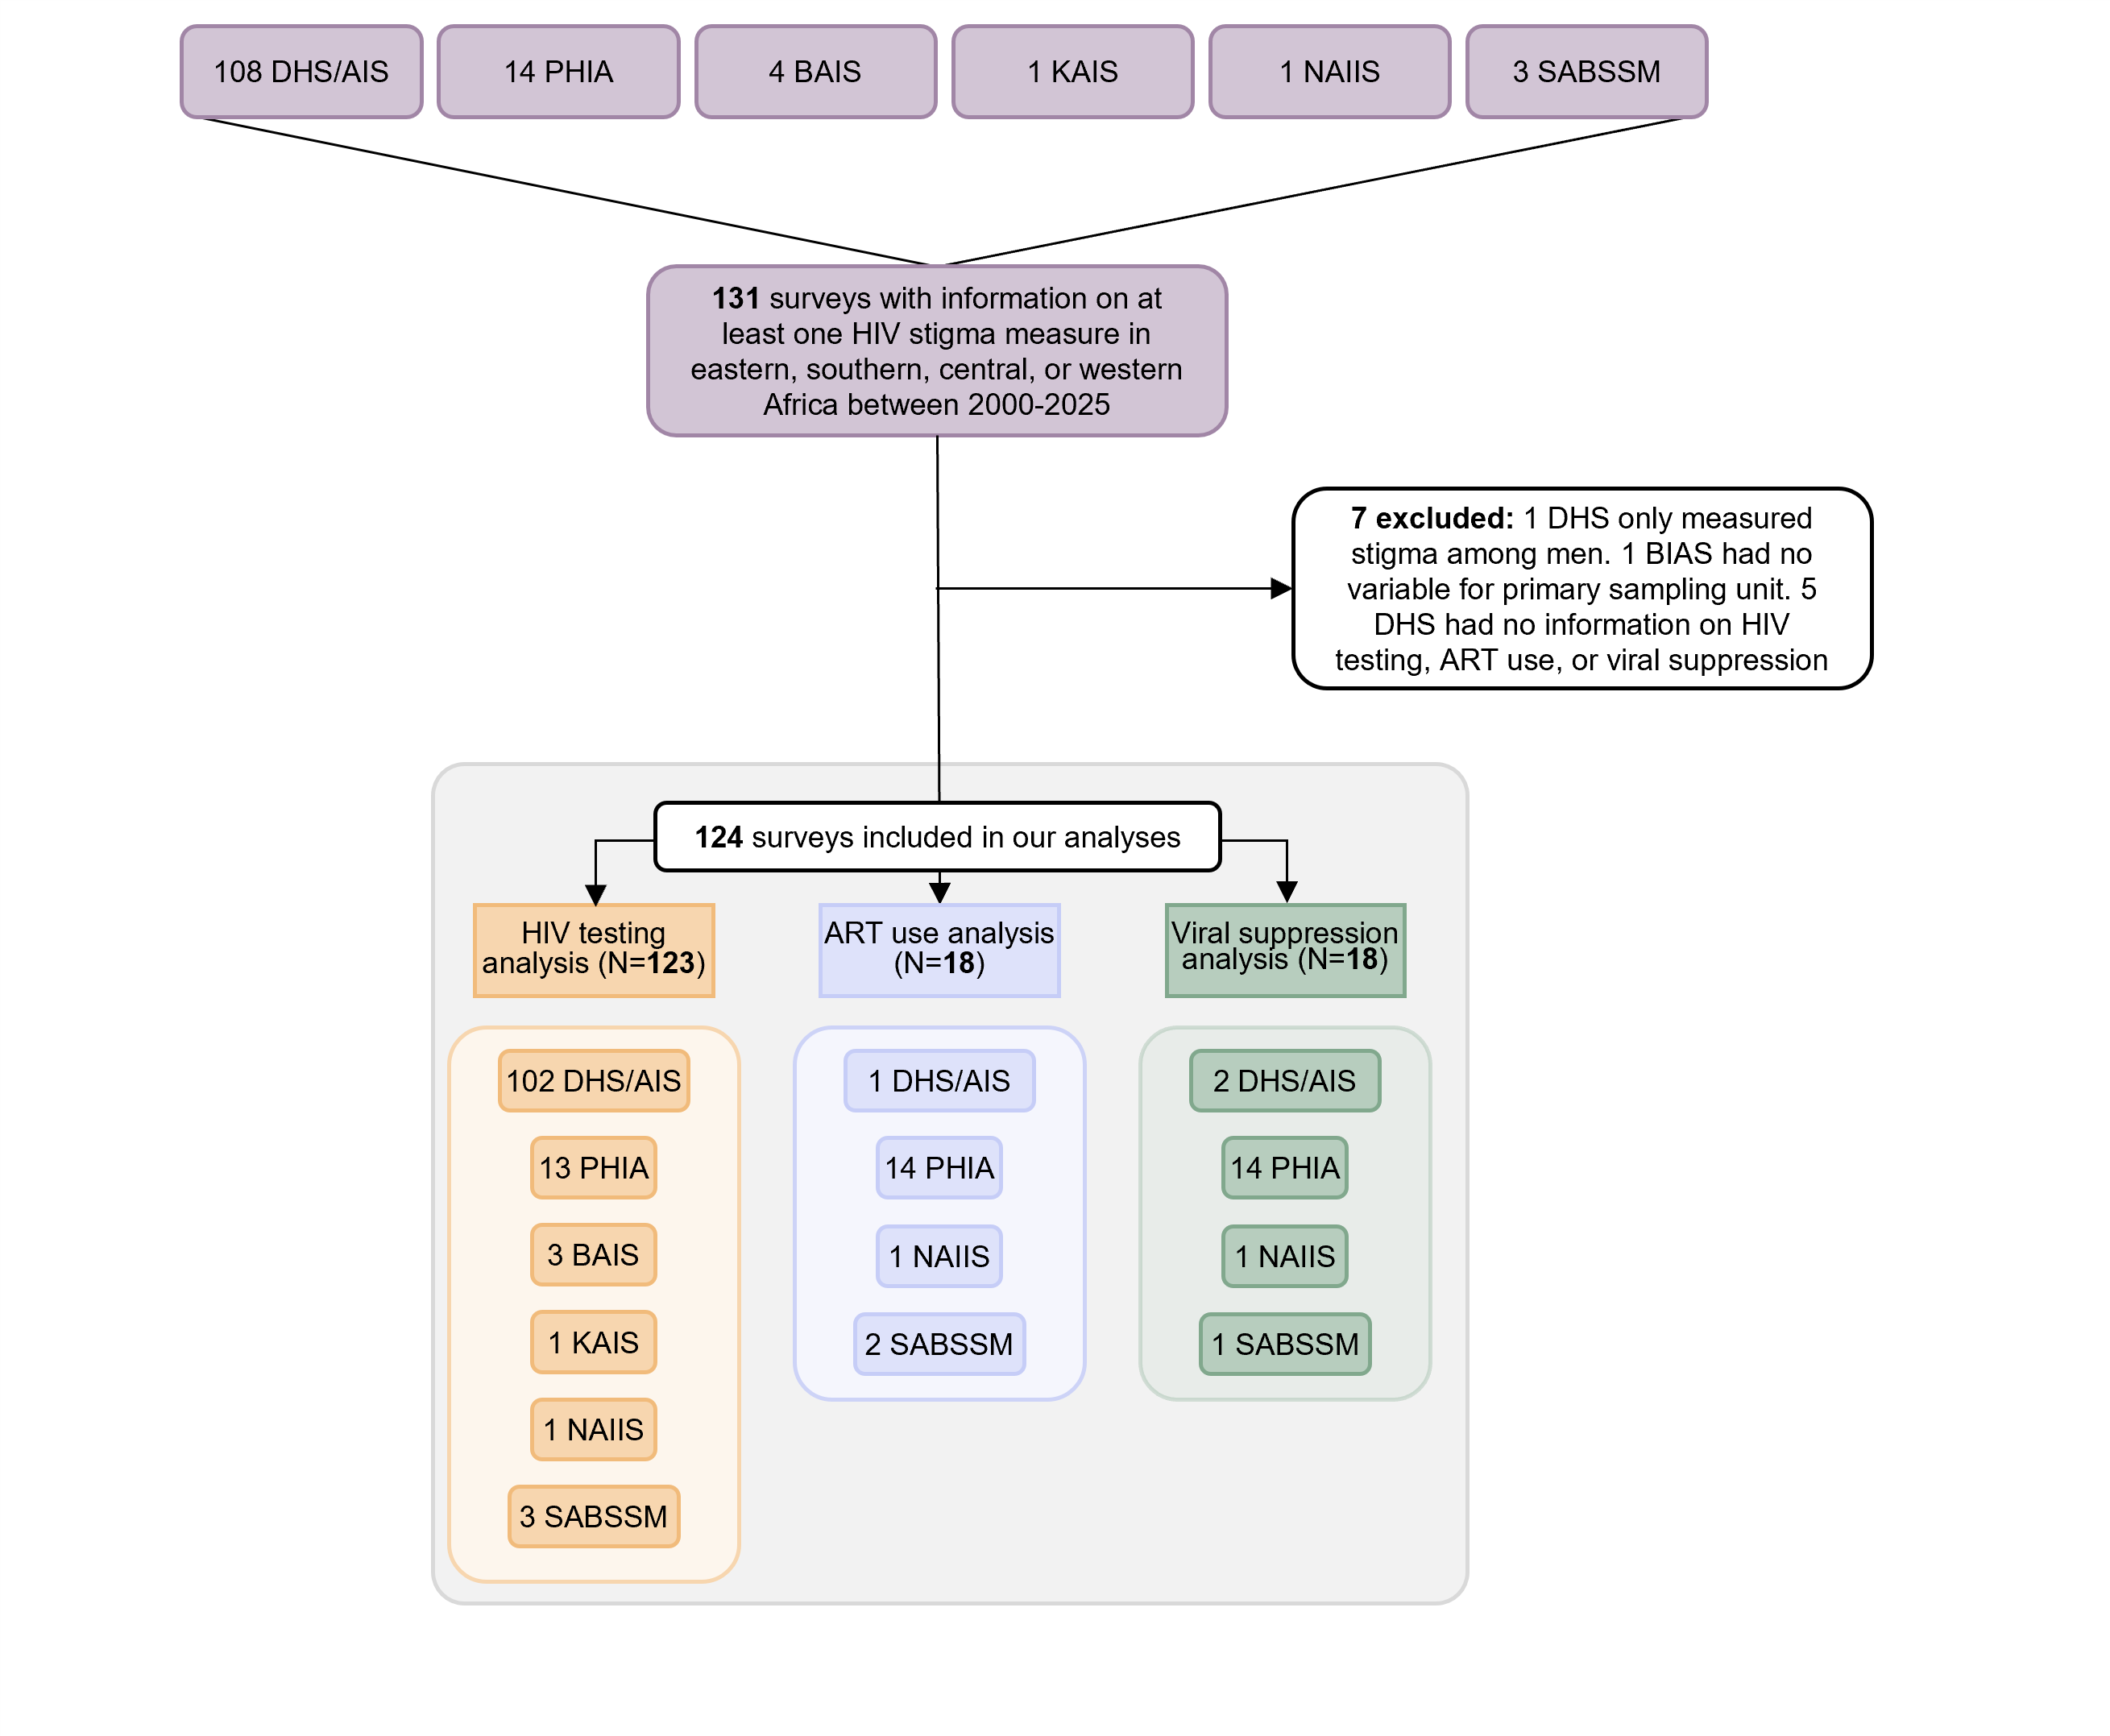 108 DHS/AIS
14 PHIA
4 BAIS
1 KAIS
1 NAIIS
3 SABSSM
131 surveys with information on at
least one HIV stigma measure in
eastern, southern, central, or western
Africa between 2000-2025
7 excluded: 1 DHS only measured
stigma among men. 1 BIAS had no
variable for primary sampling unit. 5
DHS had no information on HIV
testing, ART use, or viral suppression
124 surveys included in our analyses
HIV testing
analysis (N=123)
102 DHS/AIS
13 PHIA
3 BAIS
1 KAIS
1 NAIIS
3 SABSSM
ART use analysis
(N=18)
1 DHS/AIS
14 PHIA
1 NAIIS
2 SABSSM
Viral suppression
analysis (N=18)
2 DHS/AIS
14 PHIA
1 NAIIS
1 SABSSM